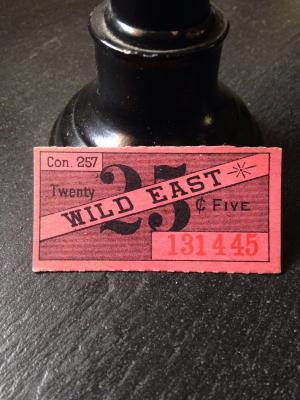 Con. 257
Twenty 25 ¢ Five
WILD EAST
131445